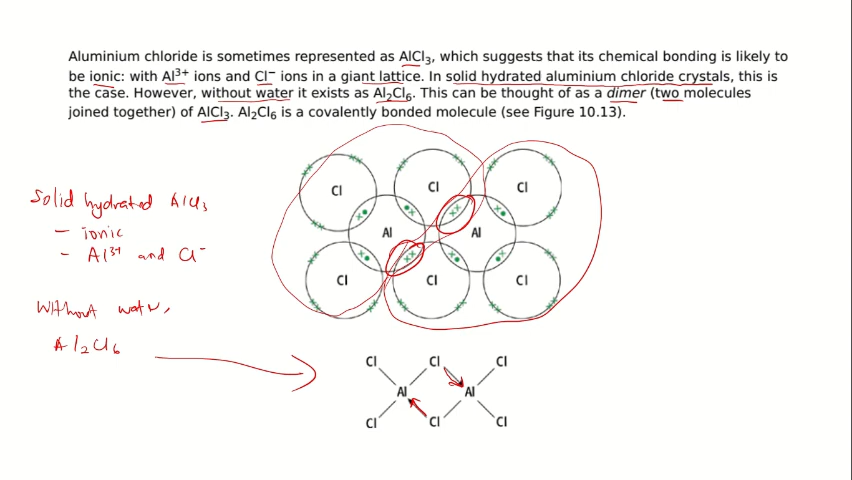 Aluminium chloride is sometimes represented as AlCl₃, which suggests that its chemical bonding is likely to
be ionic: with Al³⁺ ions and Cl⁻ ions in a giant lattice. In solid hydrated aluminium chloride crystals, this is
the case. However, without water it exists as Al₂Cl₆. This can be thought of as a dimer (two molecules
joined together) of AlCl₃. Al₂Cl₆ is a covalently bonded molecule (see Figure 10.13).
Cl Cl Cl
Solid hydrated AlCl₃
Al Al
- ionic
- Al³⁺ and Cl⁻
Cl Cl Cl
Without water,
Al₂Cl₆
Cl Cl Cl
Al Al
Cl Cl Cl